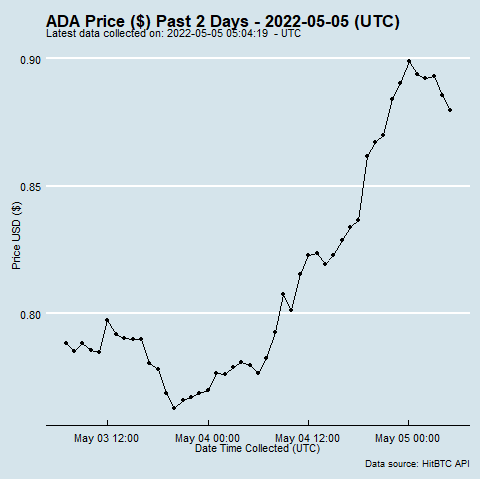 ADA Price ($) Past 2 Days - 2022-05-05 (UTC)
Latest data collected on: 2022-05-05 05:04:19 - UTC
0.90
0.85
0.80
Price USD ($)
May 03 12:00
May 04 00:00
May 04 12:00
May 05 00:00
Date Time Collected (UTC)
Data source: HitBTC API